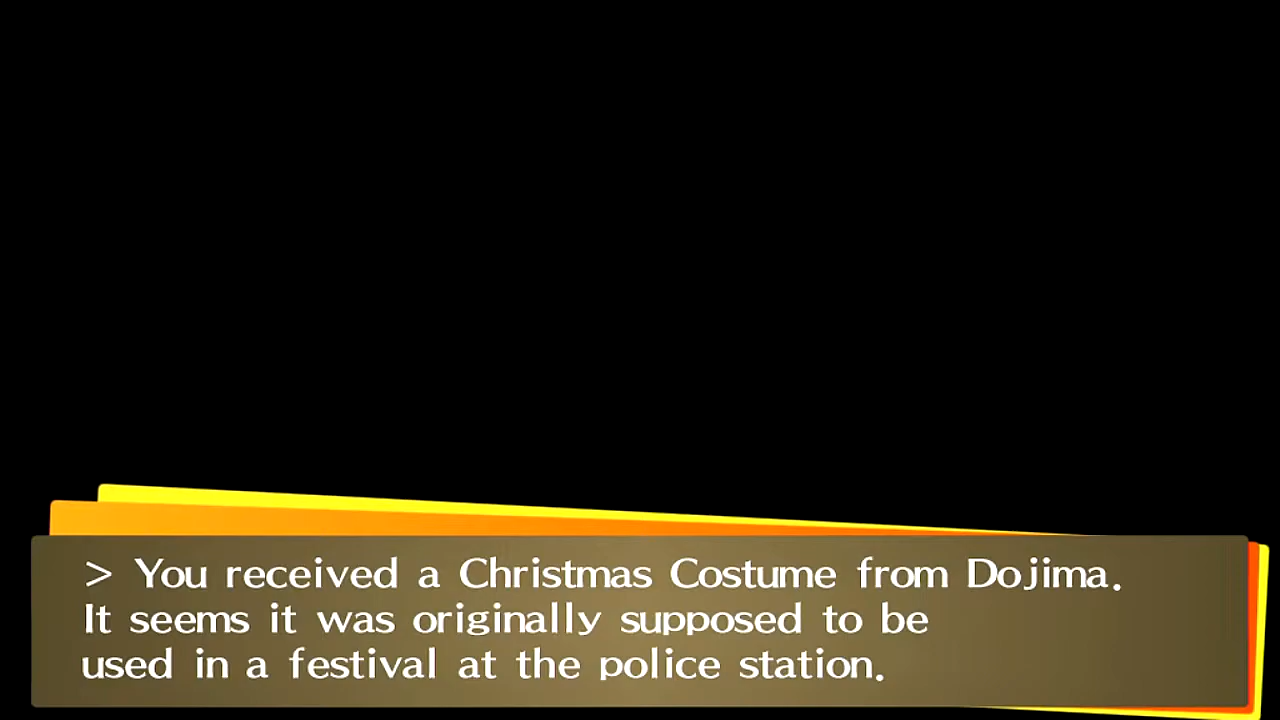 > You received a Christmas Costume from Dojima.
It seems it was originally supposed to be
used in a festival at the police station.